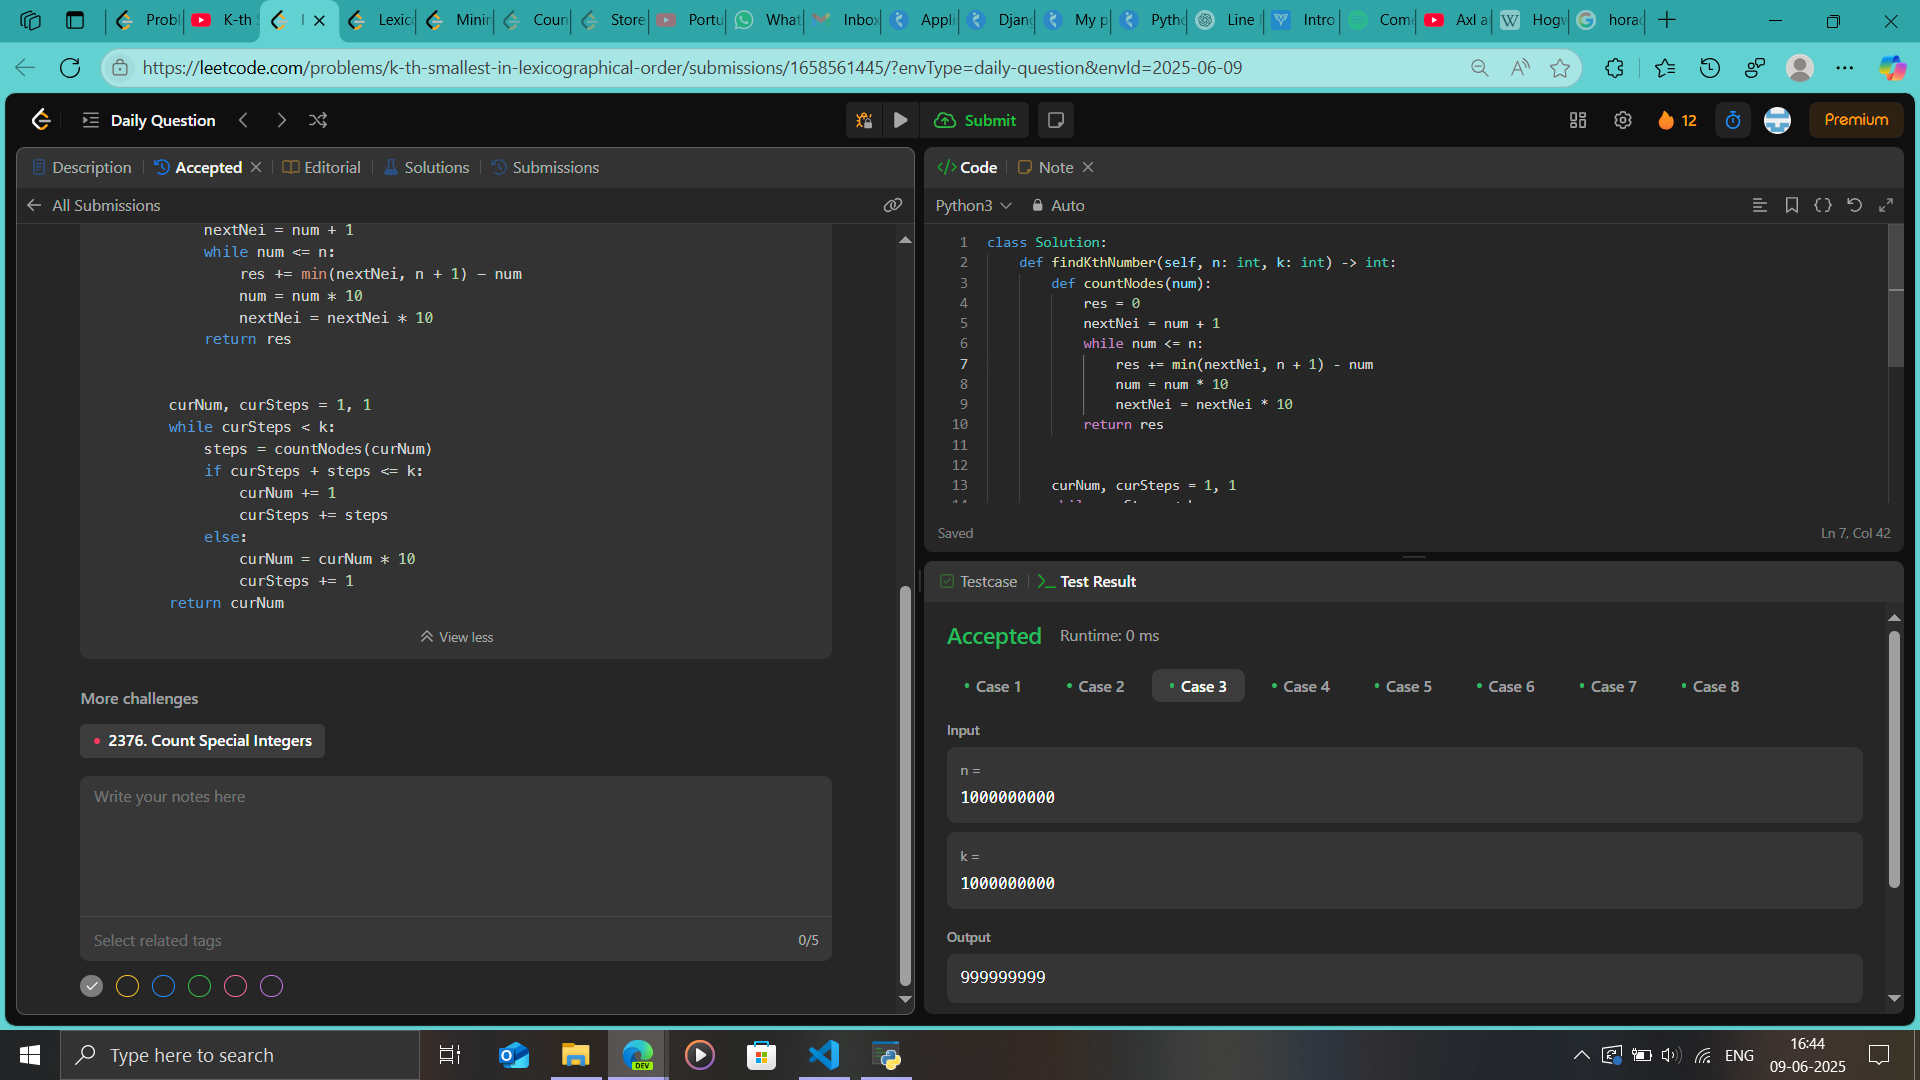 Probl
K-th S
Lexico
Minin
Coun
Store
Portu
What
Inbox
Appli
Djang
My p
Pytho
Line
Intro
Come
Axl a
Hogw
horac
https://leetcode.com/problems/k-th-smallest-in-lexicographical-order/submissions/1658561445/?envType=daily-question&envId=2025-06-09
Daily Question
Submit
12
Premium
Description
Accepted
Editorial
Solutions
Submissions
All Submissions
nextNei = num + 1
while num <= n:
res += min(nextNei, n + 1) - num
num = num * 10
nextNei = nextNei * 10
return res
curNum, curSteps = 1, 1
while curSteps < k:
steps = countNodes(curNum)
if curSteps + steps <= k:
curNum += 1
curSteps += steps
else:
curNum = curNum * 10
curSteps += 1
return curNum
View less
More challenges
2376. Count Special Integers
Write your notes here
Select related tags
0/5
Code
Note
Python3
Auto
1 class Solution:
2 def findKthNumber(self, n: int, k: int) -> int:
3 def countNodes(num):
4 res = 0
5 nextNei = num + 1
6 while num <= n:
7 res += min(nextNei, n + 1) - num
8 num = num * 10
9 nextNei = nextNei * 10
10 return res
11
12
13 curNum, curSteps = 1, 1
Saved
Ln 7, Col 42
Testcase
Test Result
Accepted
Runtime: 0 ms
Case 1
Case 2
Case 3
Case 4
Case 5
Case 6
Case 7
Case 8
Input
n =
1000000000
k =
1000000000
Output
999999999
Type here to search
DEV
ENG
16:44
09-06-2025